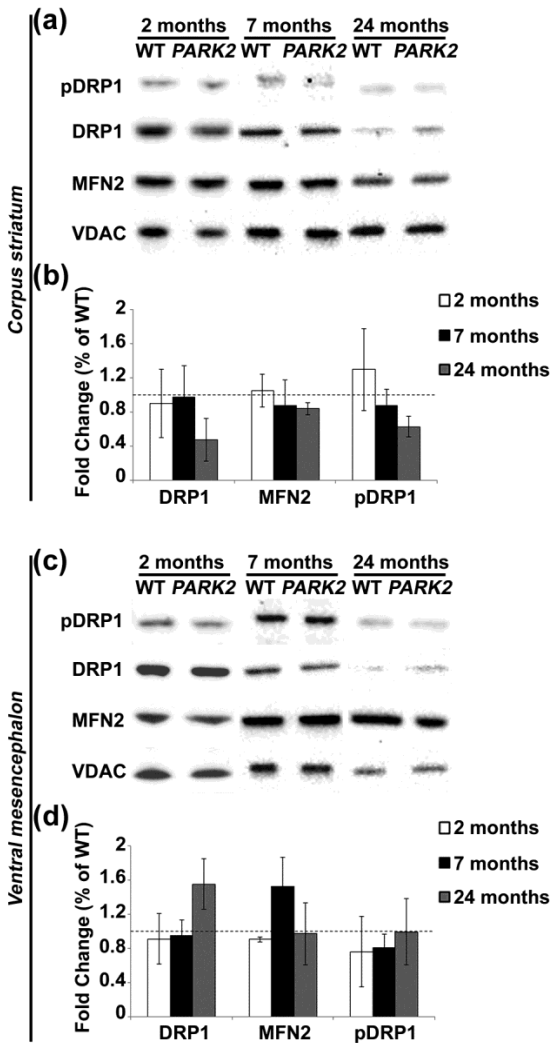 (a)
2 months 7 months 24 months
WT PARK2 WT PARK2 WT PARK2
pDRP1
DRP1
MFN2
VDAC
Corpus striatum
(b)
Fold Change (% of WT)
2
1.6
1.2
0.8
0.4
0
DRP1 MFN2 pDRP1
2 months
7 months
24 months
(c)
2 months 7 months 24 months
WT PARK2 WT PARK2 WT PARK2
pDRP1
DRP1
MFN2
VDAC
Ventral mesencephalon
(d)
Fold Change (% of WT)
2
1.6
1.2
0.8
0.4
0
DRP1 MFN2 pDRP1
2 months
7 months
24 months